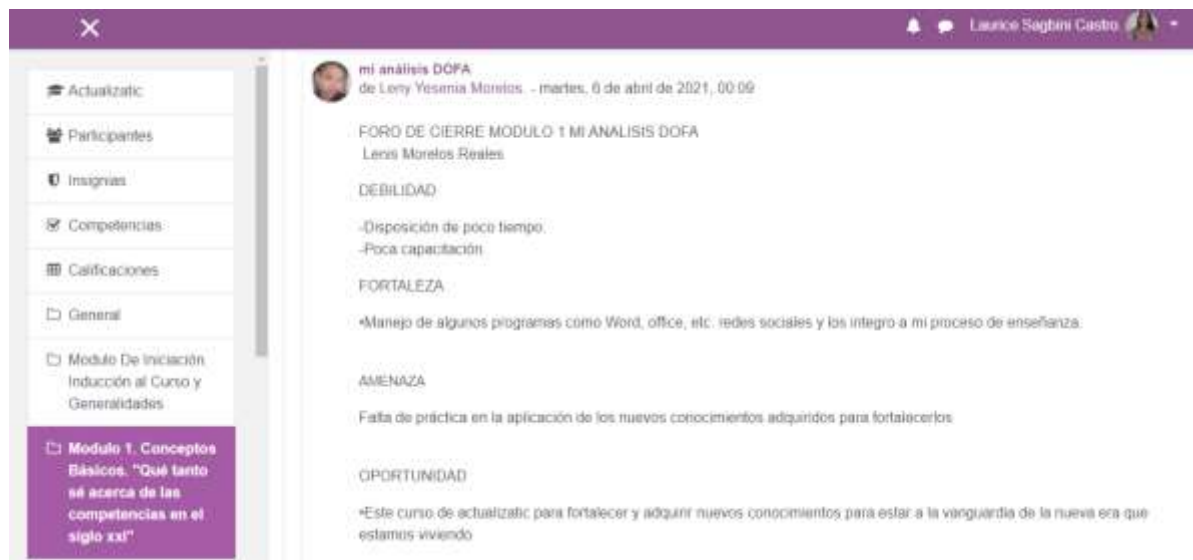 Laurice Sagbini Castro
Actualizatic
Participantes
Insignias
Competencias
Calificaciones
General
Modulo De Iniciación.
Inducción al Curso y
Generalidades
Modulo 1. Conceptos
Básicos. "Qué tanto
sé acerca de las
competencias en el
siglo xxi"
mi análisis DOFA
de Leny Yesenia Morelos. - martes, 6 de abril de 2021, 00:09
FORO DE CIERRE MODULO 1 MI ANALISIS DOFA
Lenis Morelos Reales
DEBILIDAD
-Disposición de poco tiempo.
-Poca capacitación
FORTALEZA
•Manejo de algunos programas como Word, office, etc. redes sociales y los integro a mi proceso de enseñanza.
AMENAZA
Falta de práctica en la aplicación de los nuevos conocimientos adquiridos para fortalecerlos
OPORTUNIDAD
•Este curso de actualizatic para fortalecer y adquirir nuevos conocimientos para estar a la vanguardia de la nueva era que
estamos viviendo